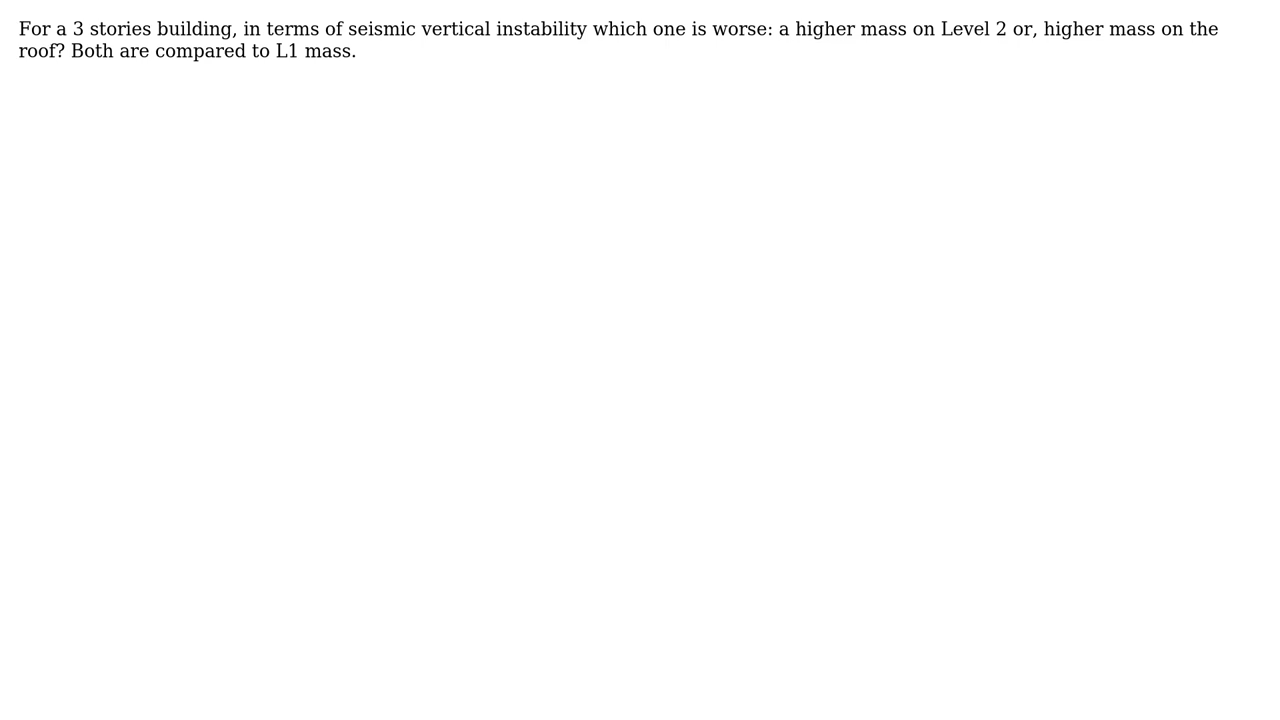 For a 3 stories building, in terms of seismic vertical instability which one is worse: a higher mass on Level 2 or, higher mass on the
roof? Both are compared to L1 mass.